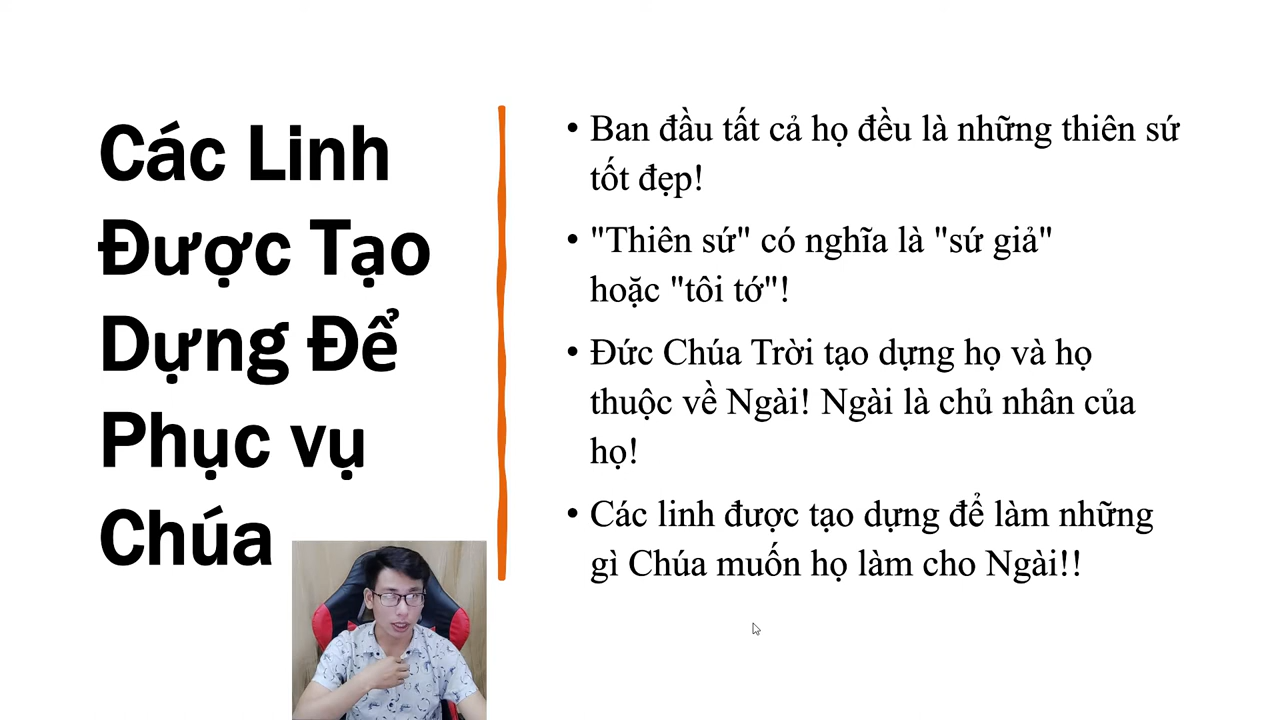 Các Linh
Được Tạo
Dựng Để
Phục vụ
Chúa
• Ban đầu tất cả họ đều là những thiên sứ
tốt đẹp!
• "Thiên sứ" có nghĩa là "sứ giả"
hoặc "tôi tớ"!
• Đức Chúa Trời tạo dựng họ và họ
thuộc về Ngài! Ngài là chủ nhân của
họ!
• Các linh được tạo dựng để làm những
gì Chúa muốn họ làm cho Ngài!!